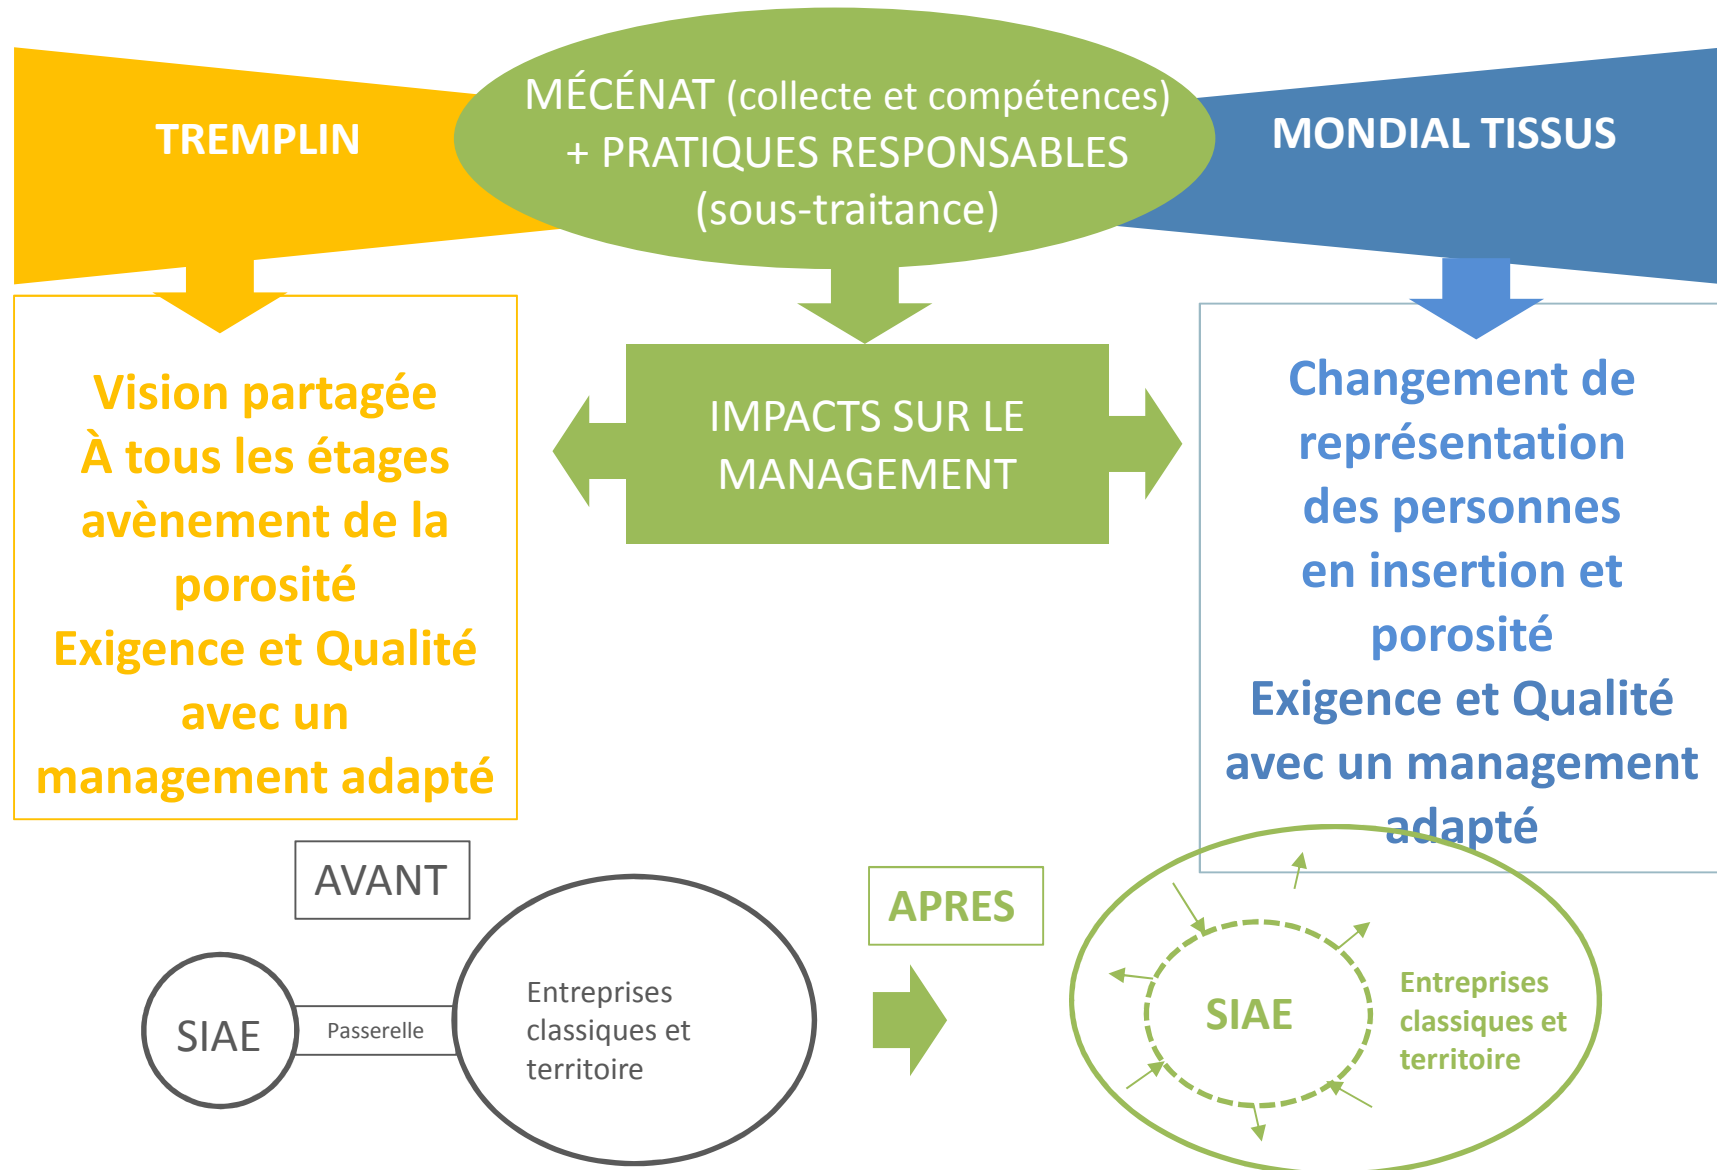 TREMPLIN
MÉCÉNAT (collecte et compétences)
+ PRATIQUES RESPONSABLES
(sous-traitance)
MONDIAL TISSUS
Vision partagée
À tous les étages
avènement de la
porosité
Exigence et Qualité
avec un
management adapté
IMPACTS SUR LE
MANAGEMENT
Changement de
représentation
des personnes
en insertion et
porosité
Exigence et Qualité
avec un management
adapté
AVANT
SIAE
Passerelle
Entreprises
classiques et
territoire
APRES
SIAE
Entreprises
classiques et
territoire